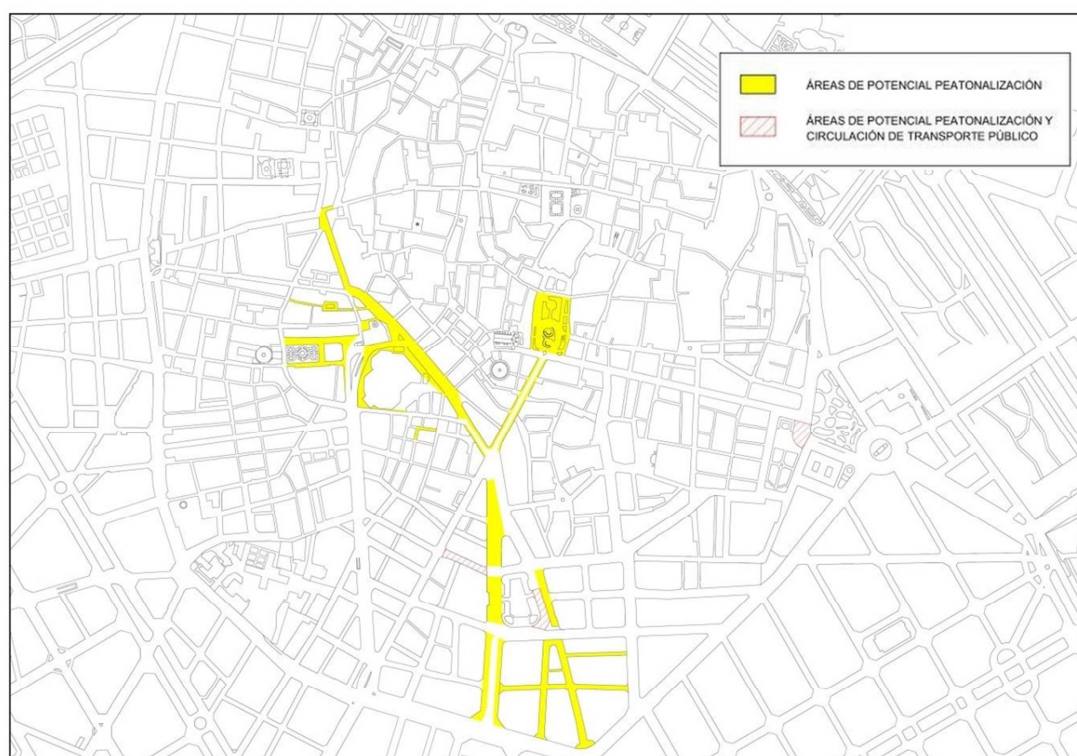 ÁREAS DE POTENCIAL PEATONALIZACIÓN
ÁREAS DE POTENCIAL PEATONALIZACIÓN Y
CIRCULACIÓN DE TRANSPORTE PÚBLICO